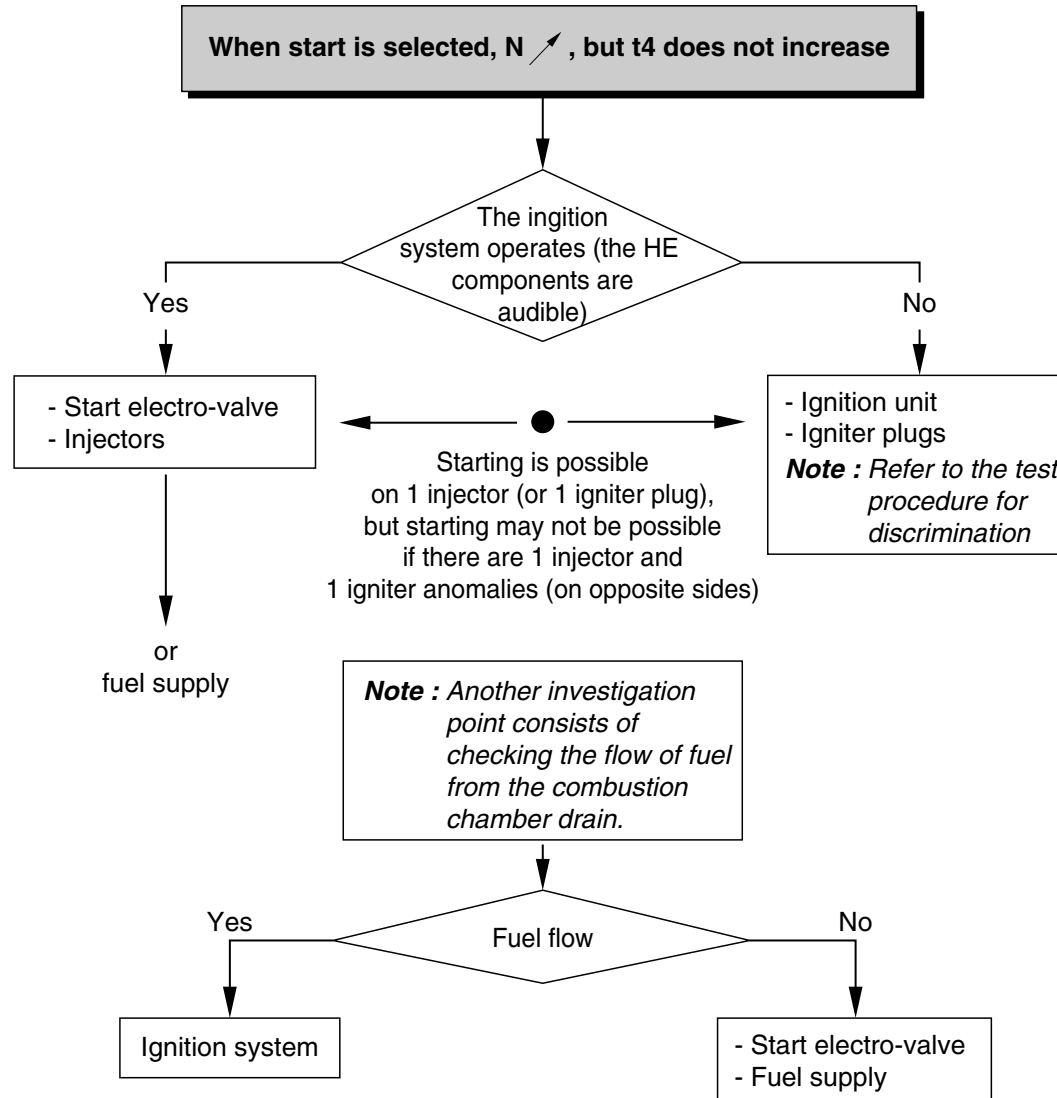 When start is selected, N , but t4 does not increase
The ingition
system operates (the HE
components are
audible)
Yes
No
- Start electro-valve
- Injectors
- Ignition unit
- Igniter plugs
Note : Refer to the test
procedure for
discrimination
Starting is possible
on 1 injector (or 1 igniter plug),
but starting may not be possible
if there are 1 injector and
1 igniter anomalies (on opposite sides)
or
fuel supply
Note : Another investigation
point consists of
checking the flow of fuel
from the combustion
chamber drain.
Yes
No
Fuel flow
Ignition system
- Start electro-valve
- Fuel supply